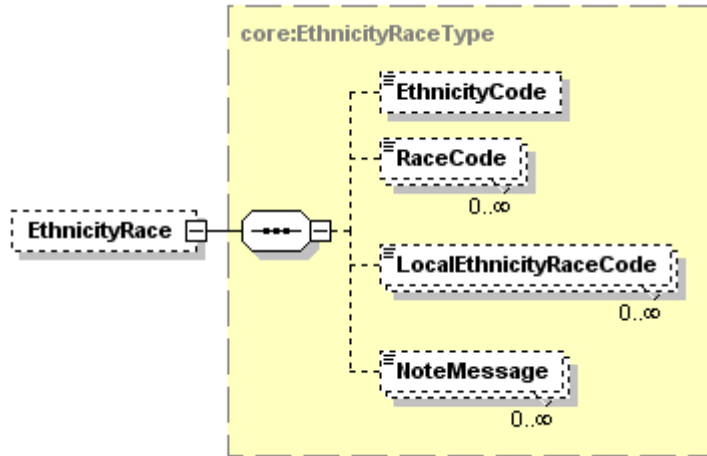 core:EthnicityRaceType
EthnicityCode
RaceCode
0..∞
EthnicityRace
LocalEthnicityRaceCode
0..∞
NoteMessage
0..∞